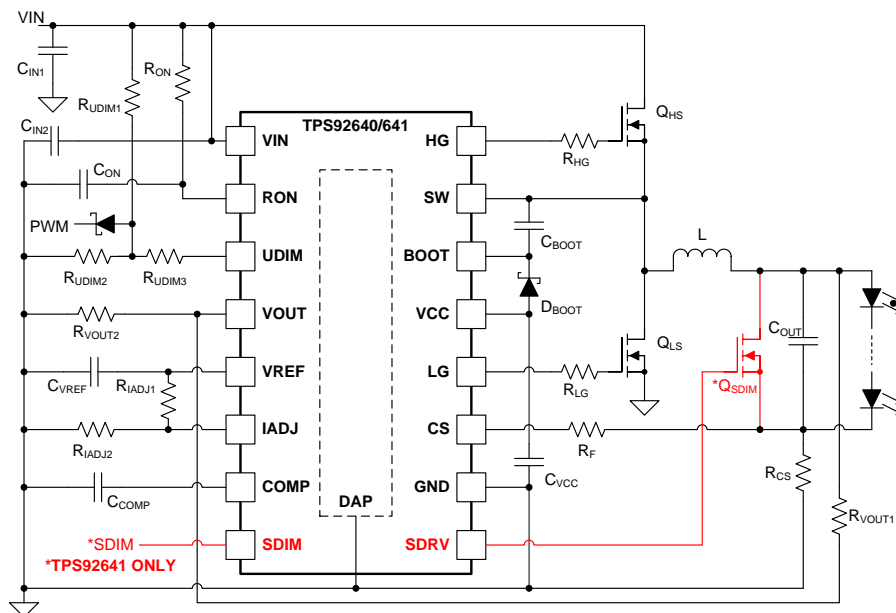 VIN
CIN1
RUDIM1
RON
TPS92640/641
QHS
CIN2
VIN
HG
RHG
CON
RON
SW
PWM
CBOOT
L
UDIM
BOOT
RUDIM2
RUDIM3
DBOOT
VOUT
VCC
RVOUT2
QLS
COUT
CVREF
RIADJ1
VREF
LG
RLG
*QSDIM
IADJ
CS
RIADJ2
RF
RCS
COMP
GND
CVCC
CCOMP
DAP
RVOUT1
*SDIM
SDIM
SDRV
*TPS92641 ONLY